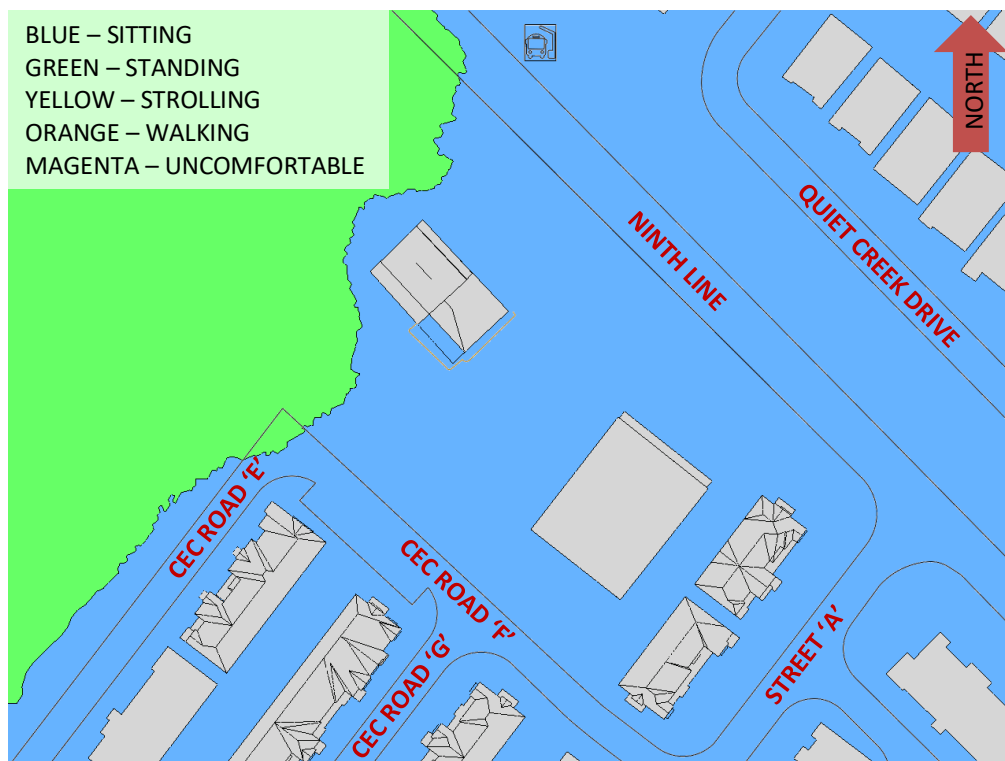 BLUE – SITTING
GREEN – STANDING
YELLOW – STROLLING
ORANGE – WALKING
MAGENTA – UNCOMFORTABLE
NORTH
QUIET CREEK DRIVE
NINTH LINE
CEC ROAD ‘E’
CEC ROAD ‘F’
CEC ROAD ‘G’
STREET ‘A’